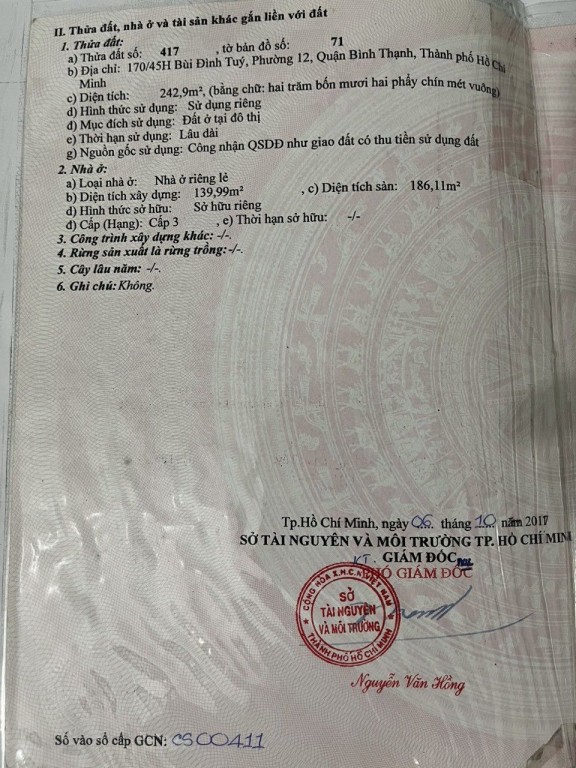 II. Thửa đất, nhà ở và tài sản khác gắn liền với đất
1. Thửa đất:
a) Thửa đất số: 417 , tờ bản đồ số: 71
b) Địa chỉ: 170/45H Bùi Đình Tuý, Phường 12, Quận Bình Thạnh, Thành phố Hồ Chí
Minh
c) Diện tích: 242,9m², (bằng chữ: hai trăm bốn mươi hai phẩy chín mét vuông)
d) Hình thức sử dụng: Sử dụng riêng
đ) Mục đích sử dụng: Đất ở tại đô thị
e) Thời hạn sử dụng: Lâu dài
g) Nguồn gốc sử dụng: Công nhận QSDĐ như giao đất có thu tiền sử dụng đất
2. Nhà ở:
a) Loại nhà ở: Nhà ở riêng lẻ
b) Diện tích xây dựng: 139,99m² , c) Diện tích sàn: 186,11m²
d) Hình thức sở hữu: Sở hữu riêng
đ) Cấp (Hạng): Cấp 3 , e) Thời hạn sở hữu: -/-
3. Công trình xây dựng khác: -/-.
4. Rừng sản xuất là rừng trồng:-/-.
5. Cây lâu năm: -/-.
6. Ghi chú: Không.
Tp.Hồ Chí Minh, ngày 06 tháng 10 năm 2017
SỞ TÀI NGUYÊN VÀ MÔI TRƯỜNG TP. HỒ CHÍ MINH
KT. GIÁM ĐỐC
PHÓ GIÁM ĐỐC
CỘNG HÒA X.H.C.N VIỆT NAM
SỞ
TÀI NGUYÊN
VÀ MÔI TRƯỜNG
THÀNH PHỐ HỒ CHÍ MINH
Nguyễn Văn Hồng
Số vào sổ cấp GCN: CS00411